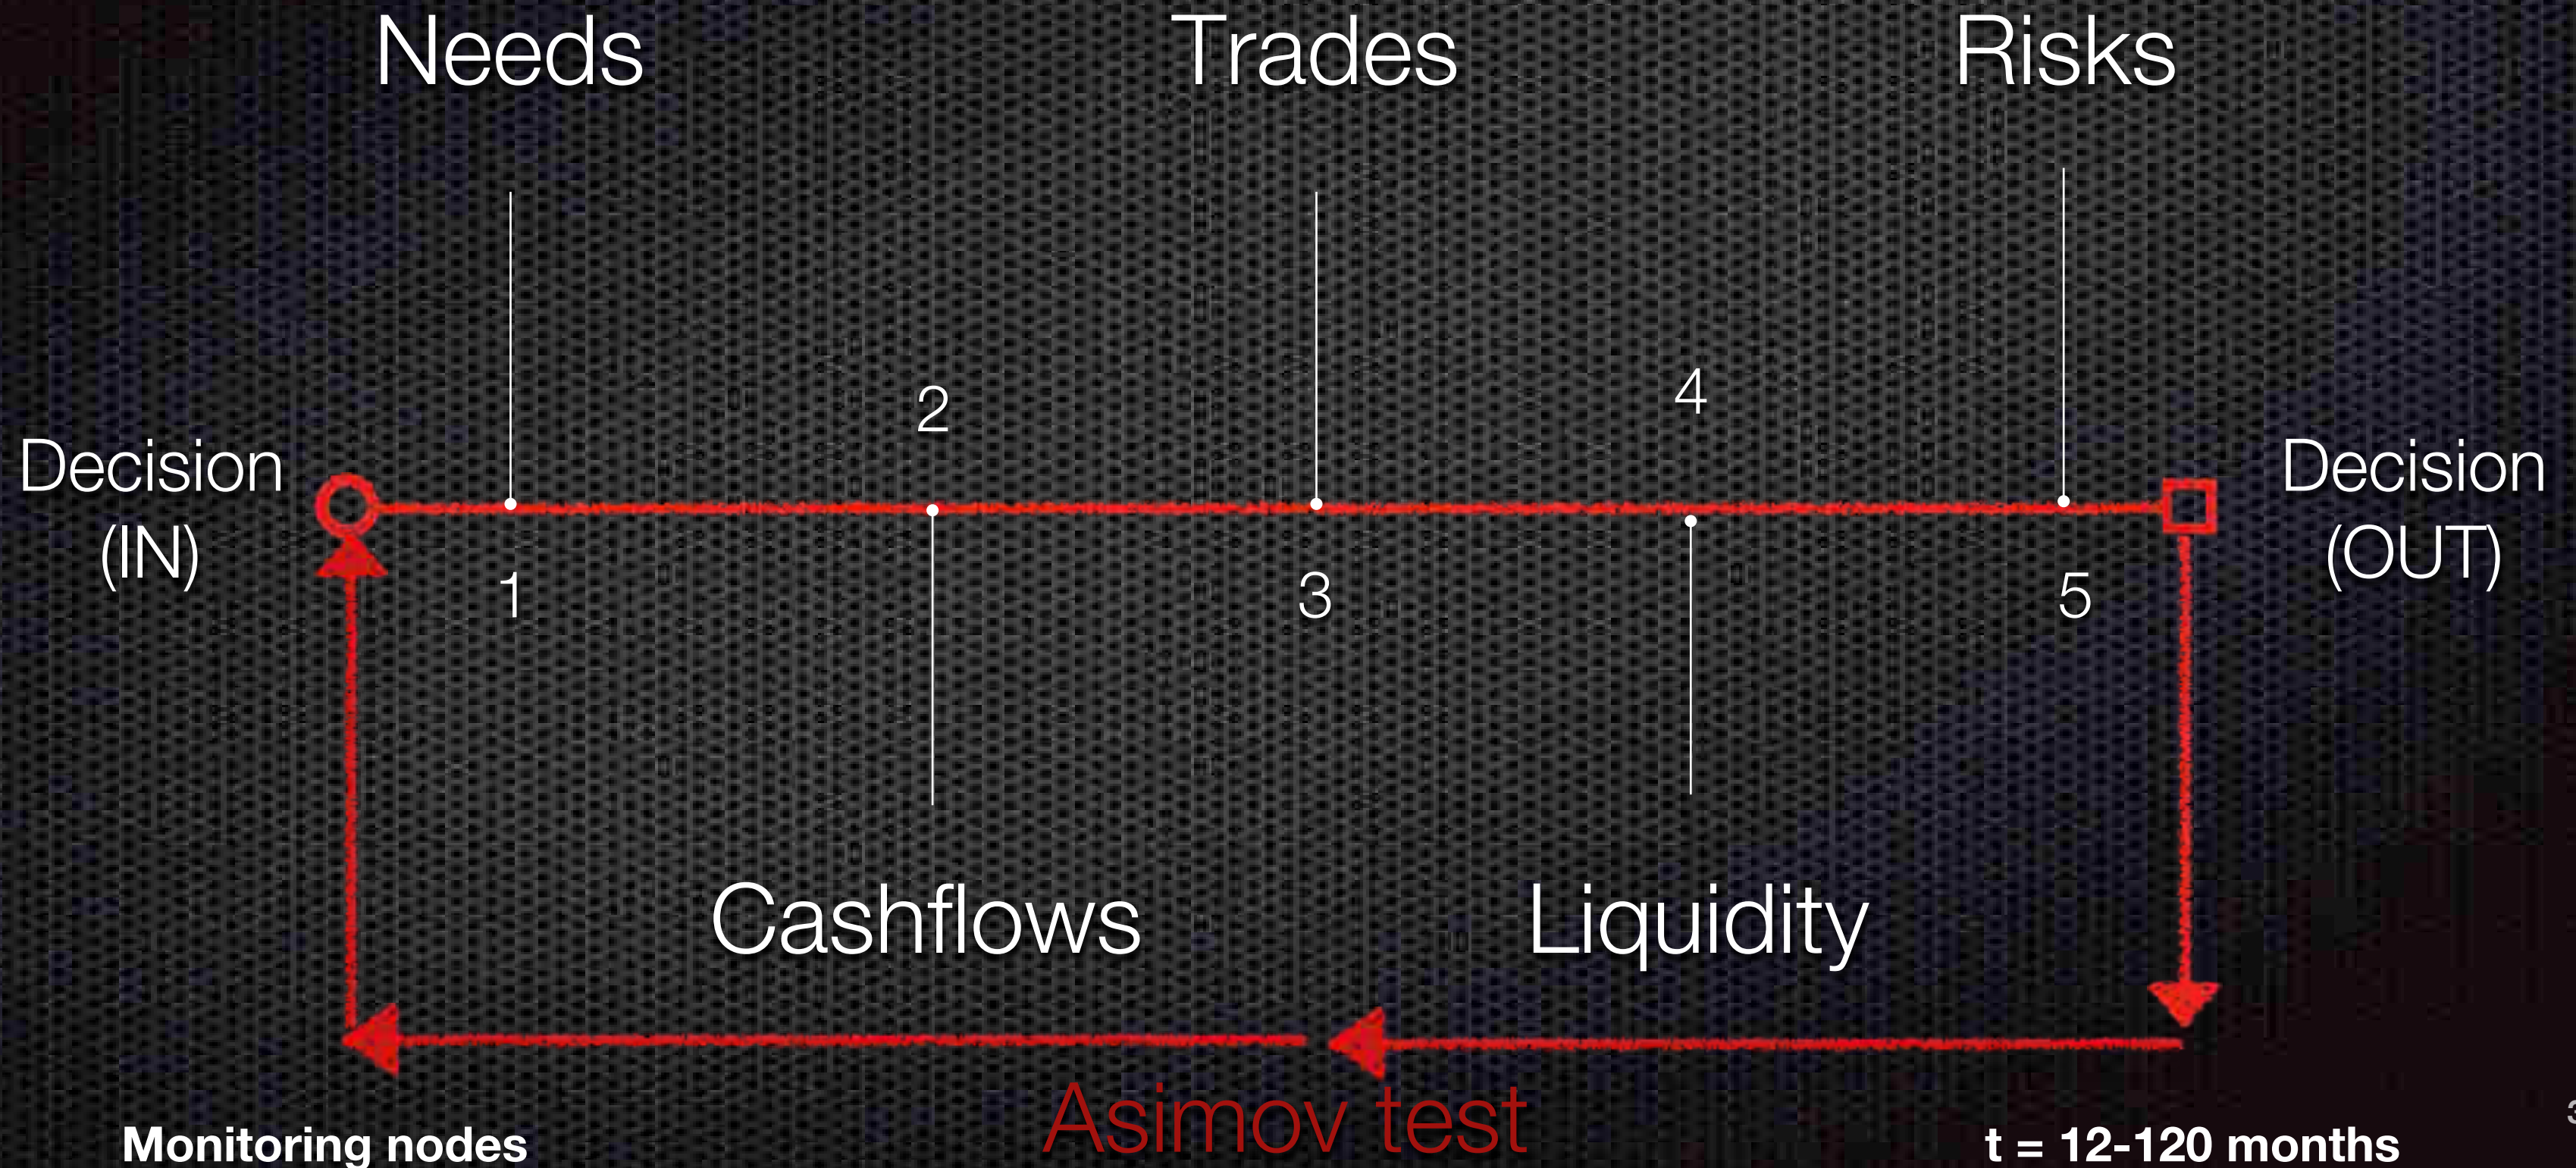 Needs
Trades
Risks
2
4
Decision
(IN)
Decision
(OUT)
1
3
5
Cashflows
Liquidity
Asimov test
Monitoring nodes
t = 12-120 months